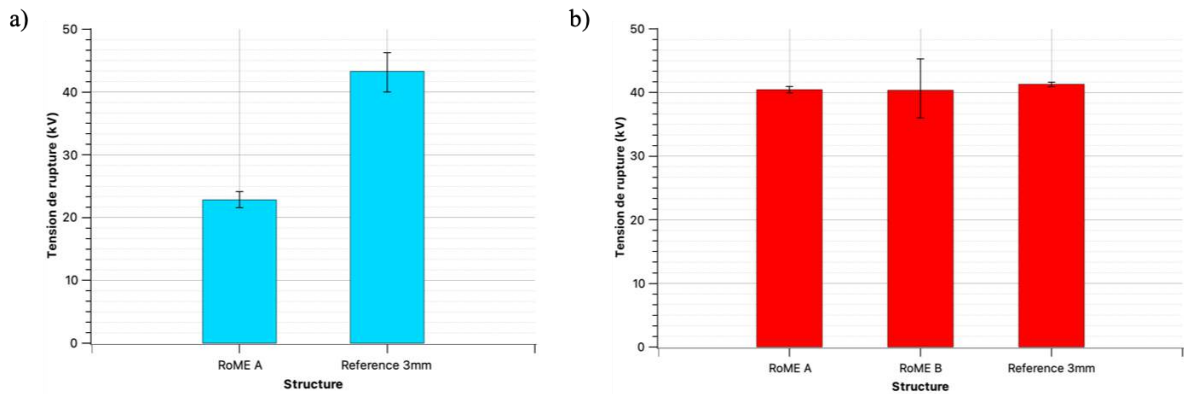 a)
Tension de rupture (kV)
50
40
30
20
10
0
RoME A
Reference 3mm
Structure
b)
Tension de rupture (kV)
50
40
30
20
10
0
RoME A
RoME B
Reference 3mm
Structure